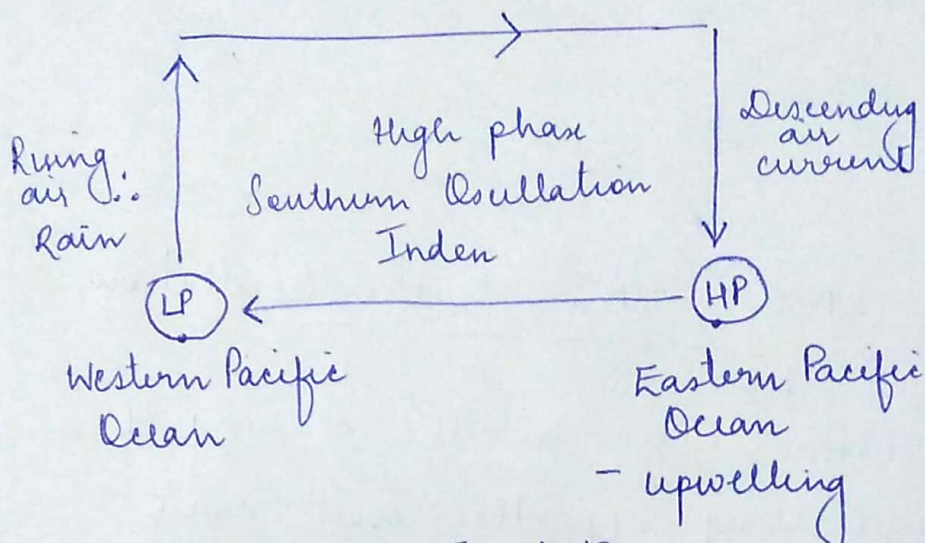 Rising
air ∴
Rain
High phase
Southern Oscillation
Index
Descending
air
current
LP
HP
Western Pacific
Ocean
Eastern Pacific
Ocean
- upwelling